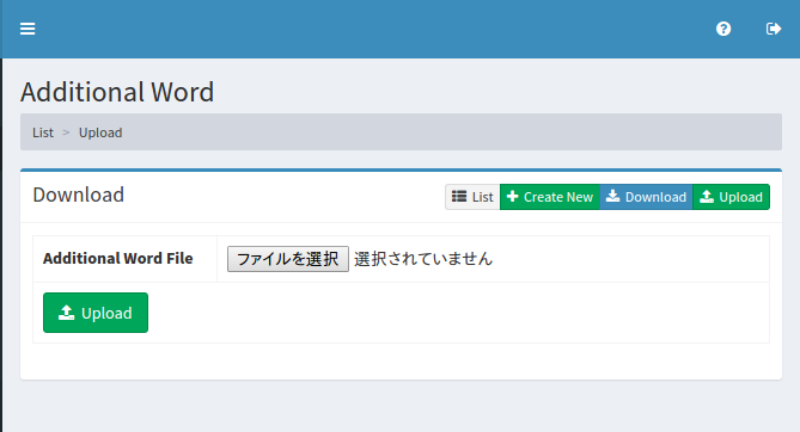 Additional Word
List > Upload
Download
List Create New Download Upload
Additional Word File ファイルを選択 選択されていません
Upload